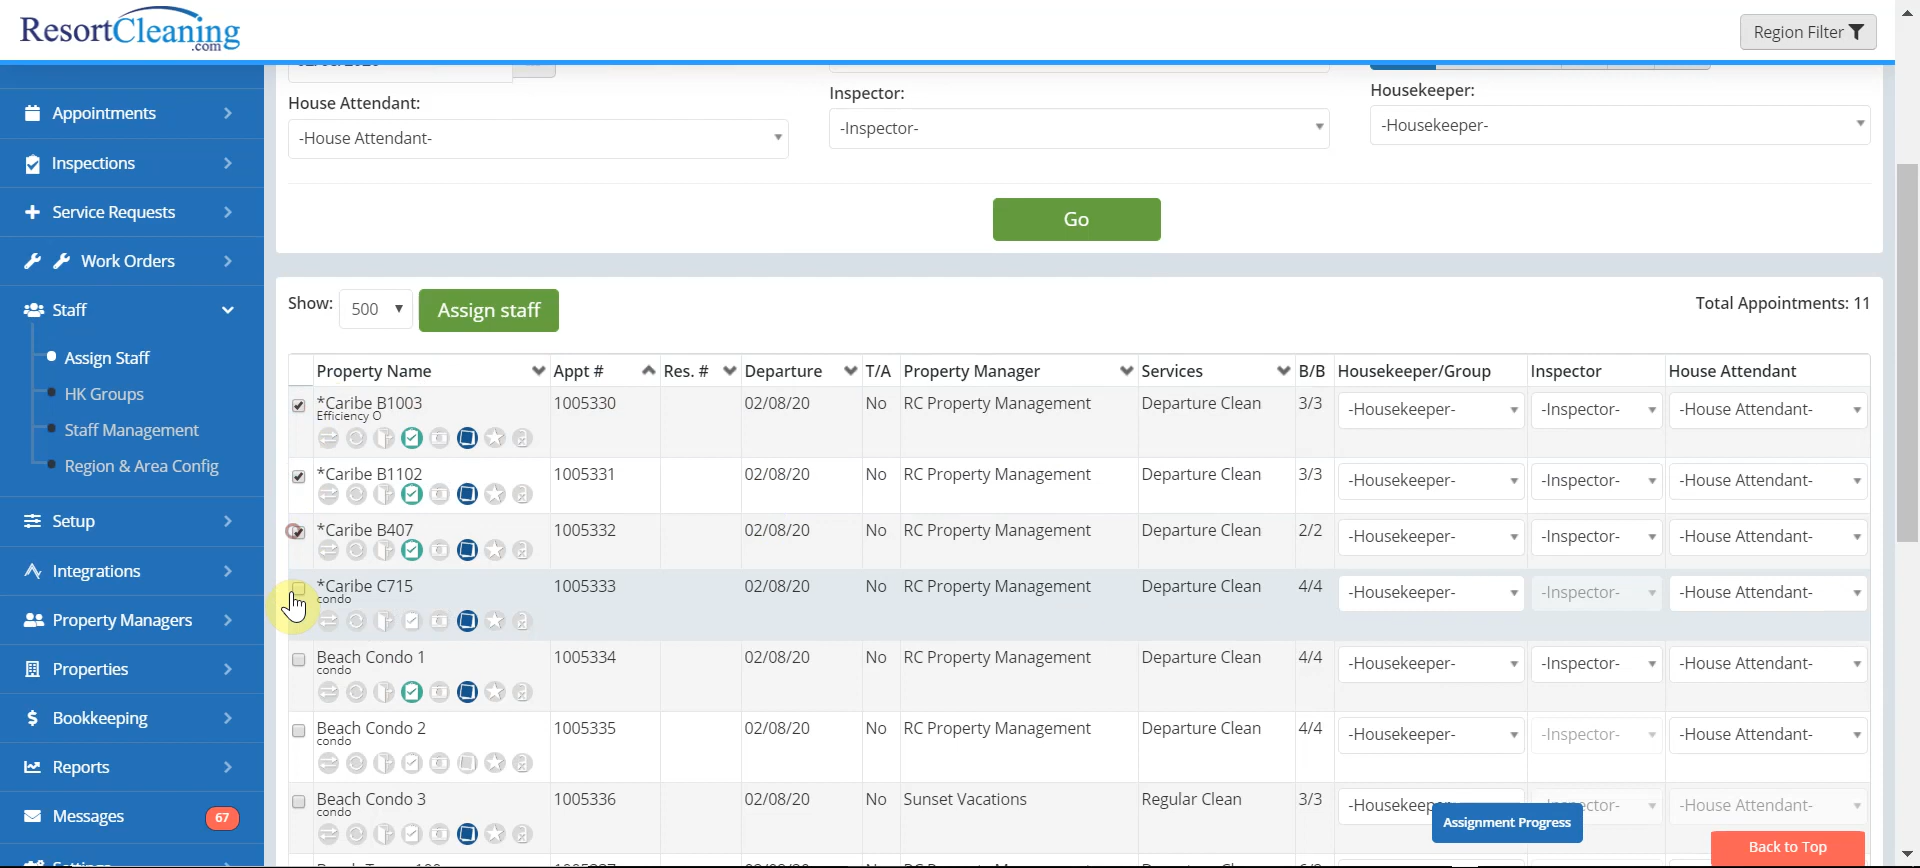 ResortCleaning
.com
Region Filter
Appointments
Inspections
Service Requests
Work Orders
Staff
Assign Staff
HK Groups
Staff Management
Region & Area Config
Setup
Integrations
Property Managers
Properties
Bookkeeping
Reports
Messages 67
House Attendant:
-House Attendant-
Inspector:
-Inspector-
Housekeeper:
-Housekeeper-
Go
Show: 500 Assign staff Total Appointments: 11
Property Name Appt # Res. # Departure T/A Property Manager Services B/B Housekeeper/Group Inspector House Attendant
*Caribe B1003 1005330 02/08/20 No RC Property Management Departure Clean 3/3 -Housekeeper- -Inspector- -House Attendant-
Efficiency O
*Caribe B1102 1005331 02/08/20 No RC Property Management Departure Clean 3/3 -Housekeeper- -Inspector- -House Attendant-
*Caribe B407 1005332 02/08/20 No RC Property Management Departure Clean 2/2 -Housekeeper- -Inspector- -House Attendant-
*Caribe C715 1005333 02/08/20 No RC Property Management Departure Clean 4/4 -Housekeeper- -Inspector- -House Attendant-
condo
Beach Condo 1 1005334 02/08/20 No RC Property Management Departure Clean 4/4 -Housekeeper- -Inspector- -House Attendant-
condo
Beach Condo 2 1005335 02/08/20 No RC Property Management Departure Clean 4/4 -Housekeeper- -Inspector- -House Attendant-
condo
Beach Condo 3 1005336 02/08/20 No Sunset Vacations Regular Clean 3/3 -House Attendant-
condo
Assignment Progress
Back to Top